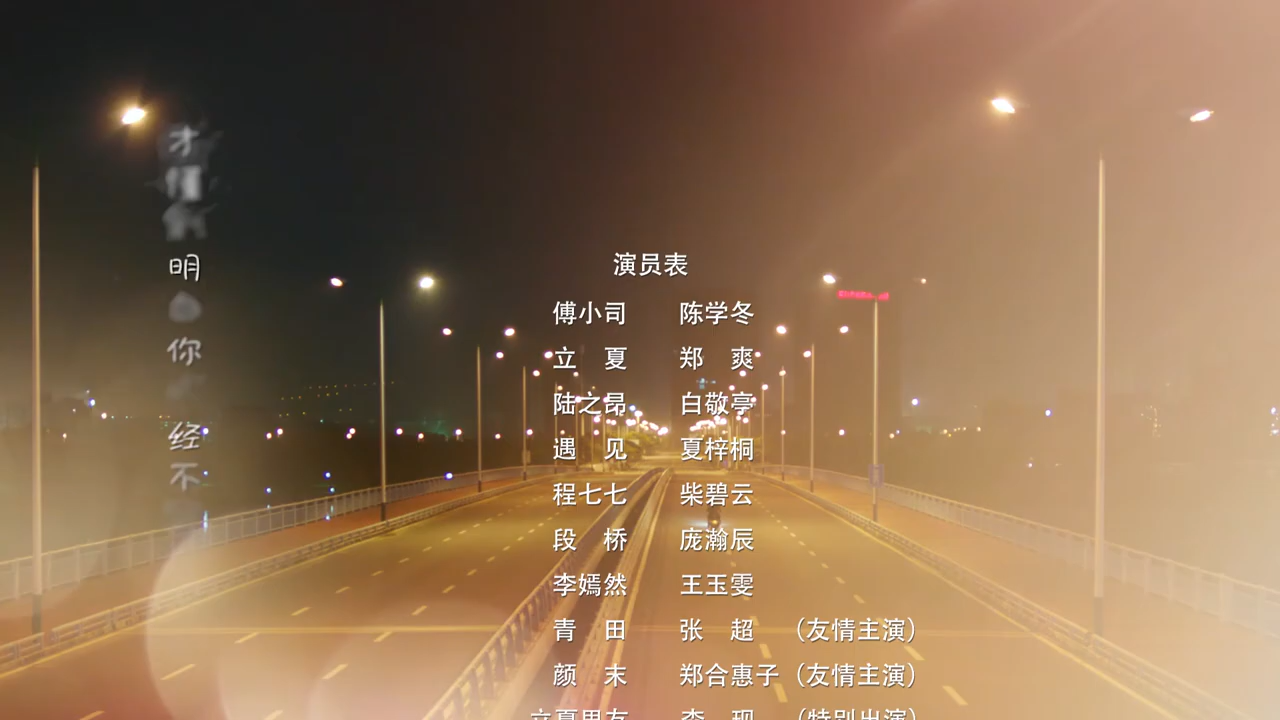 才
明
你
经
不
演员表
傅小司 陈学冬
立 夏 郑 爽
陆之昂 白敬亭
遇 见 夏梓桐
程七七 柴碧云
段 桥 庞瀚辰
李嫣然 王玉雯
青 田 张 超 （友情主演）
颜 末 郑合惠子（友情主演）